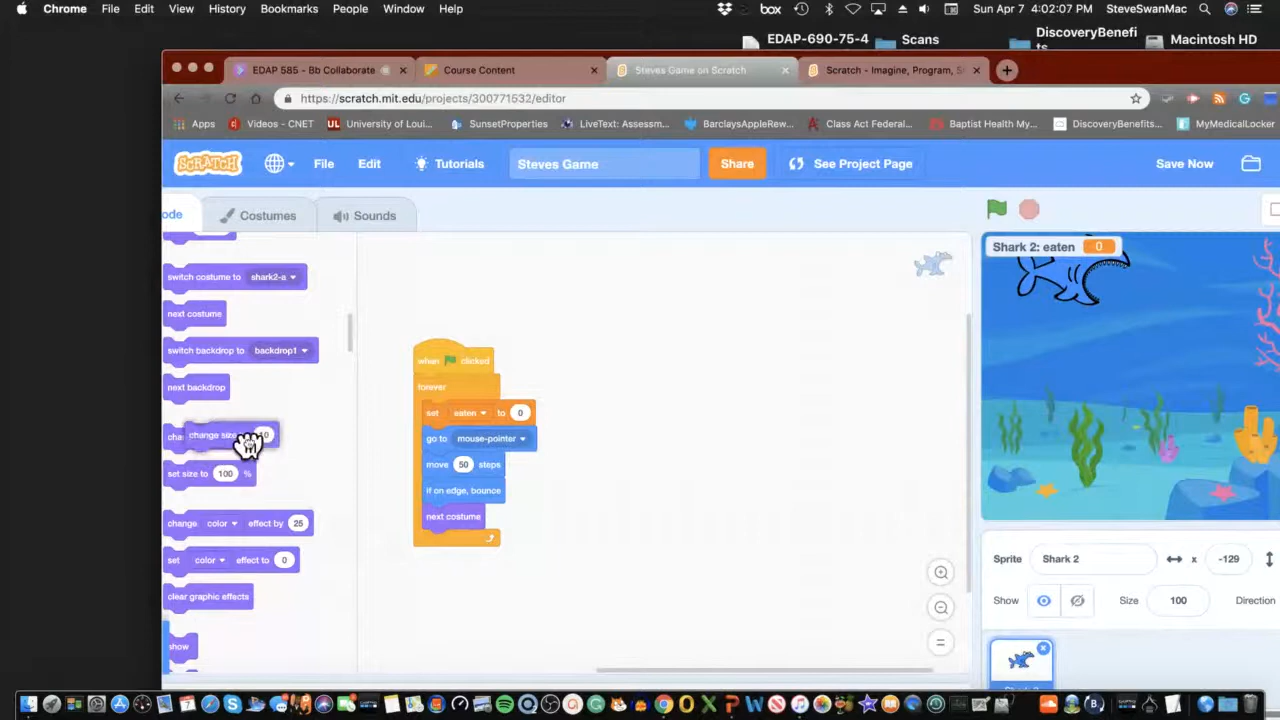 Chrome File Edit View History Bookmarks People Window Help box Sun Apr 7 4:02:07 PM SteveSwanMac
EDAP-690-75-4 Scans DiscoveryBenefi
ts Macintosh HD
EDAP 585 - Bb Collaborate Course Content Steves Game on Scratch Scratch - Imagine, Program, S
https://scratch.mit.edu/projects/300771532/editor
Apps Videos - CNET University of Loui... SunsetProperties LiveText: Assessm... BarclaysAppleRew... Class Act Federal... Baptist Health My... DiscoveryBenefits... MyMedicalLocker
SCRATCH File Edit Tutorials Steves Game Share See Project Page Save Now
ode Costumes Sounds
Shark 2: eaten 0
switch costume to shark2-a
next costume
switch backdrop to backdrop1
next backdrop
cha change size
set size to 100 %
change color effect by 25
set color effect to 0
clear graphic effects
show
when clicked
forever
set eaten to 0
go to mouse-pointer
move 50 steps
if on edge, bounce
next costume
Sprite Shark 2 x -129
Show Size 100 Direction